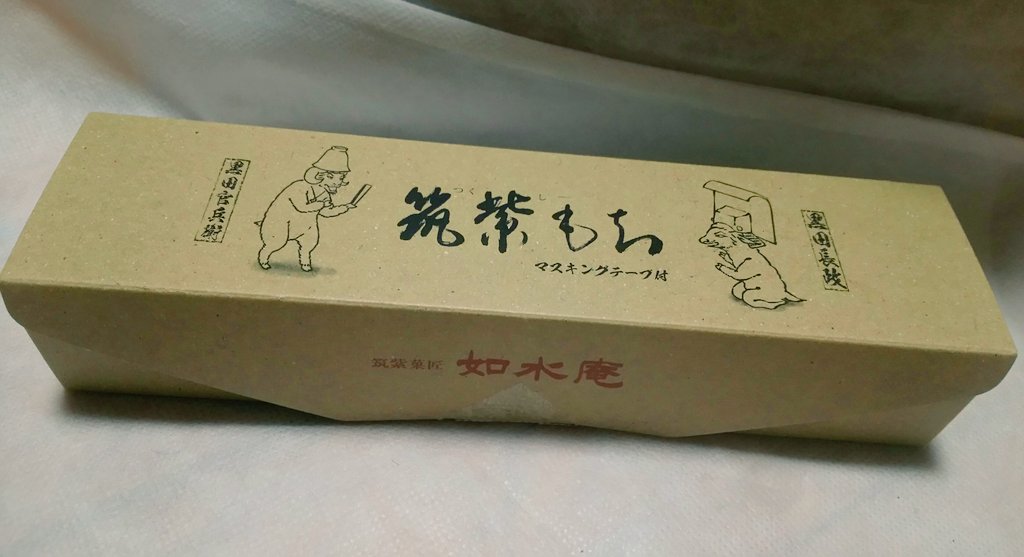 黒田官兵衛
つくし
筑紫もち
マスキングテープ付
黒田長政
筑紫菓匠 如水庵